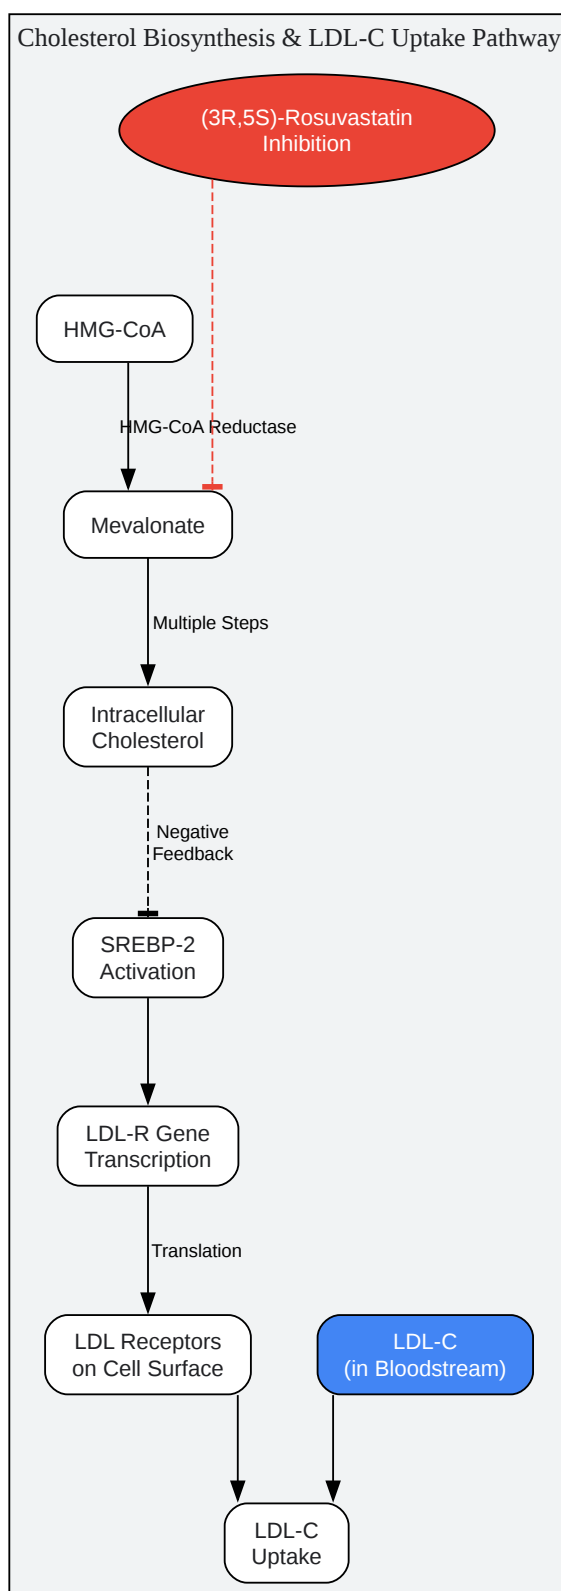 Cholesterol Biosynthesis & LDL-C Uptake Pathway
(3R,5S)-Rosuvastatin
Inhibition
HMG-CoA
HMG-CoA Reductase
Mevalonate
Multiple Steps
Intracellular
Cholesterol
Negative
Feedback
SREBP-2
Activation
LDL-R Gene
Transcription
Translation
LDL Receptors
on Cell Surface
LDL-C
(in Bloodstream)
LDL-C
Uptake